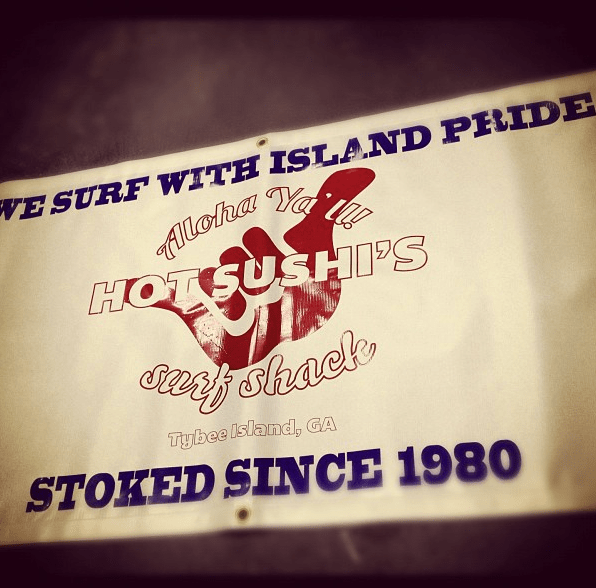 WE SURF WITH ISLAND PRIDE
Aloha Ya'll!!
HOT SUSHI'S
surf shack
Tybee Island, GA
STOKED SINCE 1980